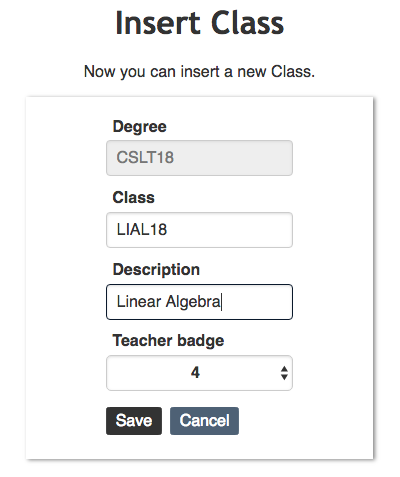 Insert Class
Now you can insert a new Class.
Degree
CSLT18
Class
LIAL18
Description
Linear Algebra
Teacher badge
4
Save Cancel